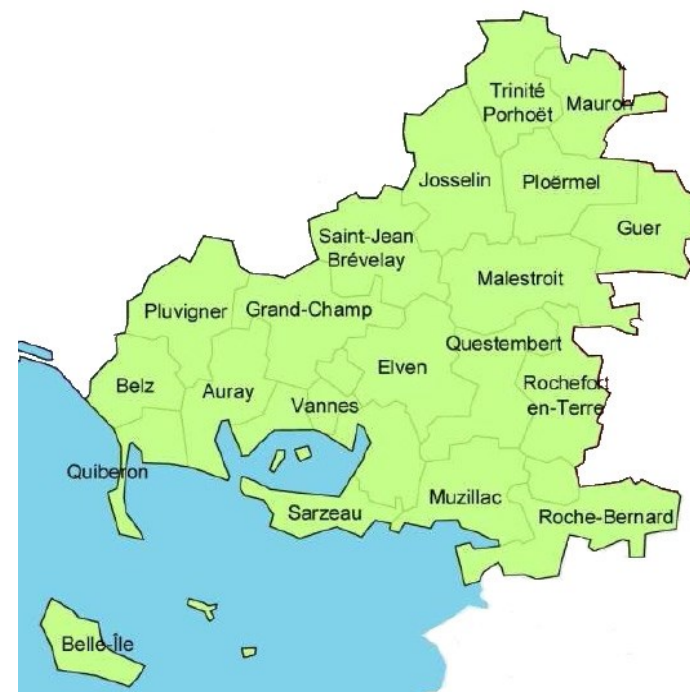 Trinité
Porhoët
Mauron
Josselin
Ploërmel
Guer
Saint-Jean
Brévelay
Malestroit
Pluvigner
Grand-Champ
Questembert
Elven
Belz
Auray
Rochefort
en-Terre
Vannes
Quiberon
Muzillac
Sarzeau
Roche-Bernard
Belle-Île